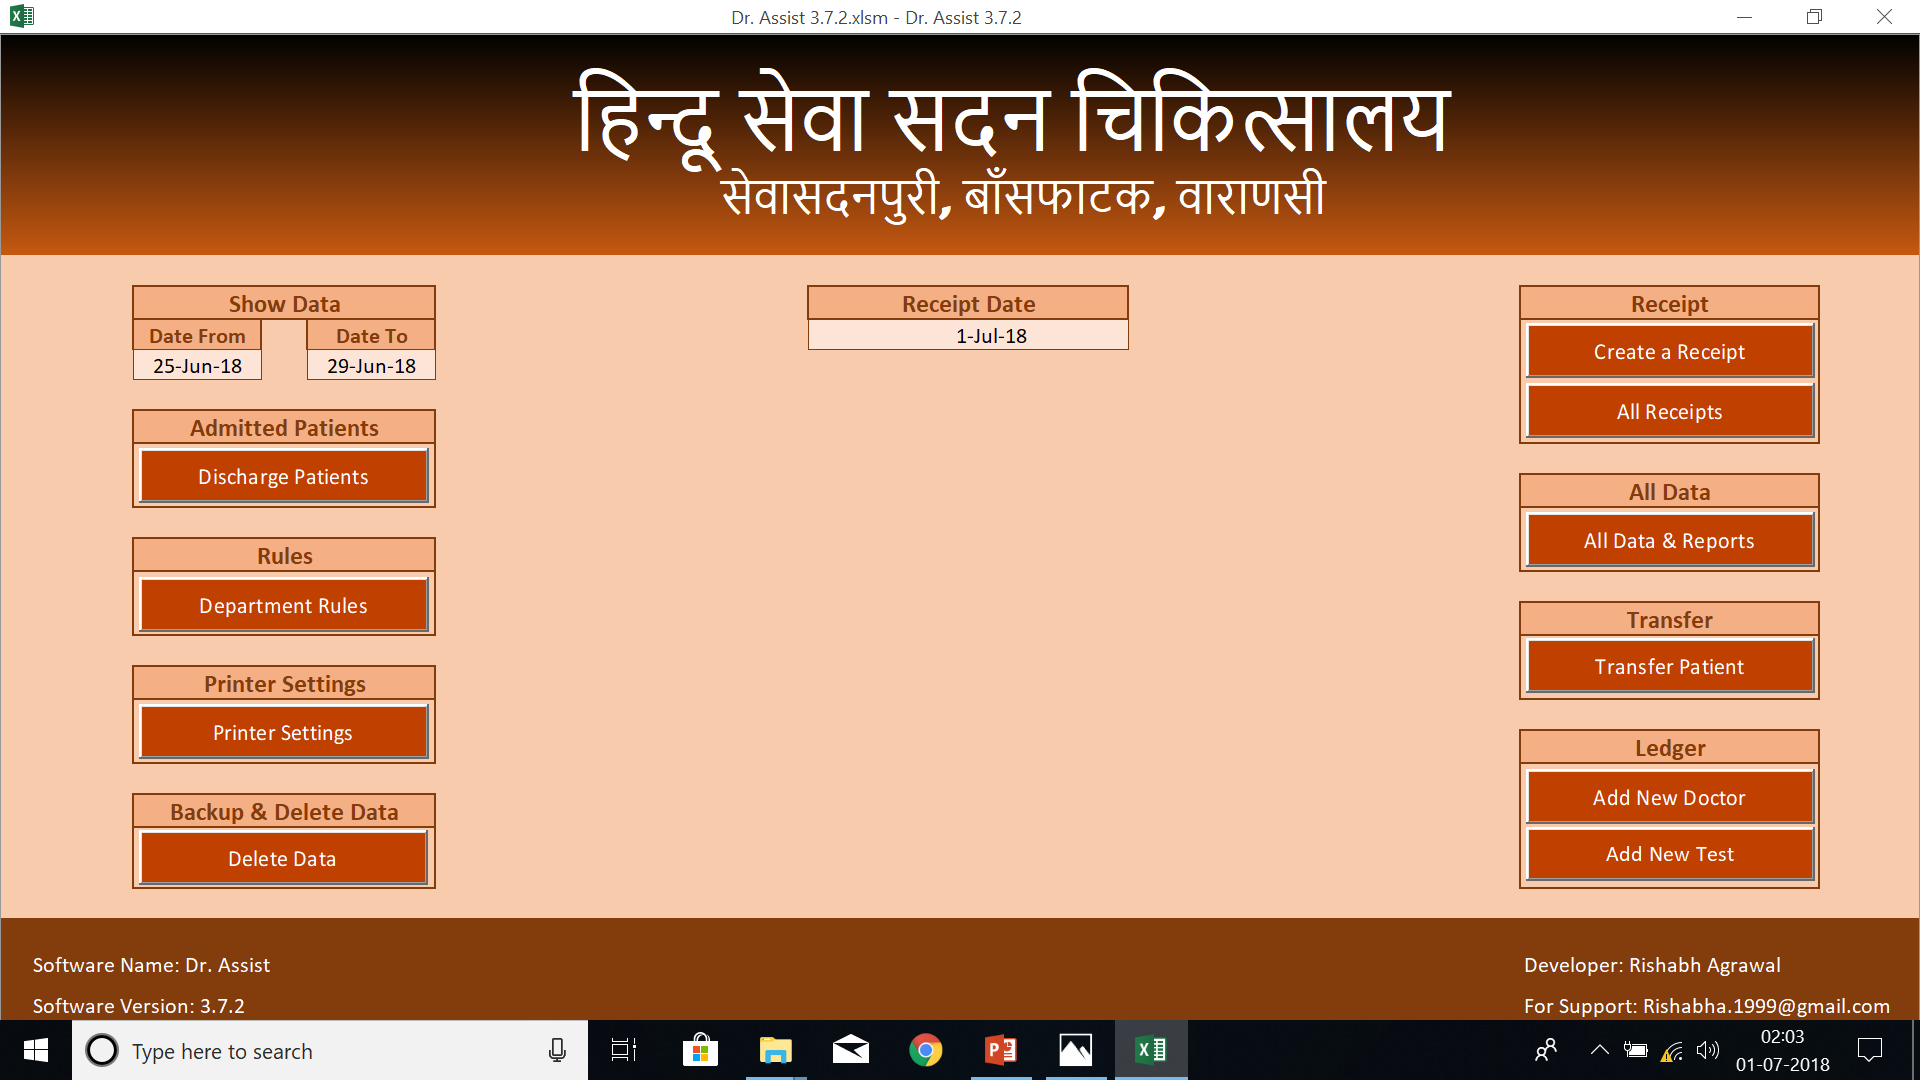 Dr. Assist 3.7.2.xlsm - Dr. Assist 3.7.2
हिन्दू सेवा सदन चिकित्सालय
सेवासदनपुरी, बाँसफाटक, वाराणसी
Show Data
Date From
Date To
25-Jun-18
29-Jun-18
Admitted Patients
Discharge Patients
Rules
Department Rules
Printer Settings
Printer Settings
Backup & Delete Data
Delete Data
Receipt Date
1-Jul-18
Receipt
Create a Receipt
All Receipts
All Data
All Data & Reports
Transfer
Transfer Patient
Ledger
Add New Doctor
Add New Test
Software Name: Dr. Assist
Software Version: 3.7.2
Developer: Rishabh Agrawal
For Support: Rishabha.1999@gmail.com
Type here to search
02:03
01-07-2018